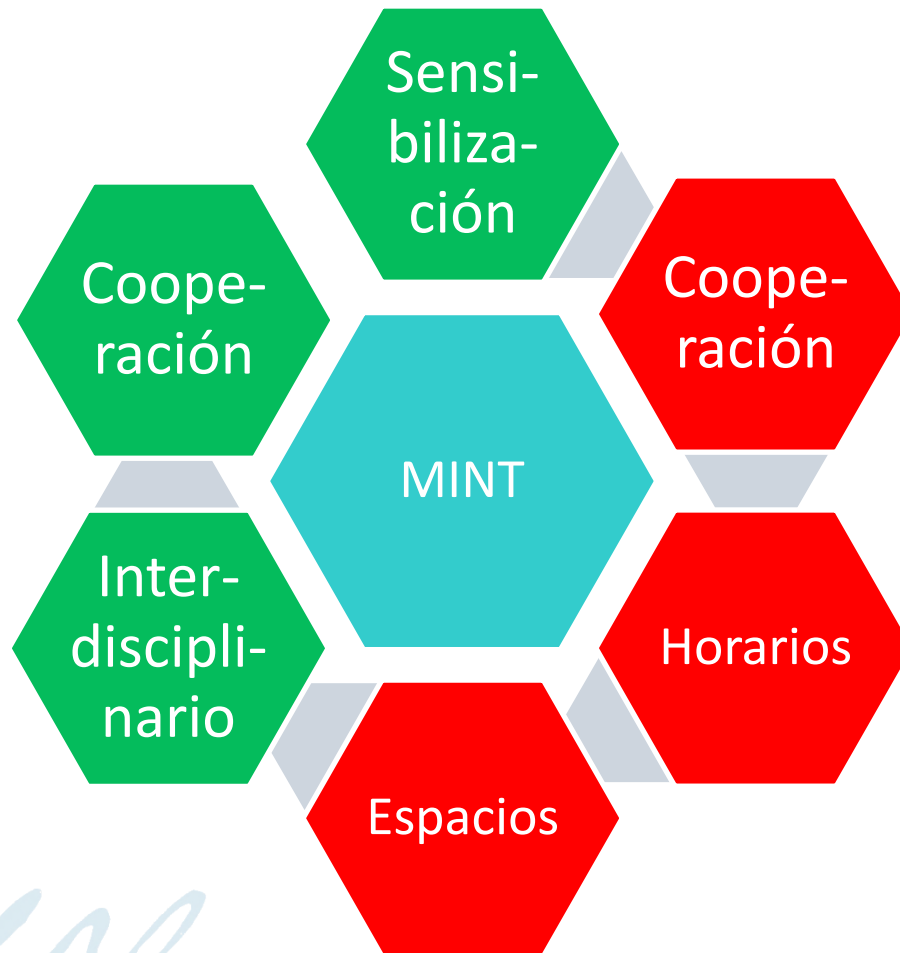 Sensi-
biliza-
ción
Coope-
ración
Coope-
ración
MINT
Inter-
discipli-
nario
Horarios
Espacios